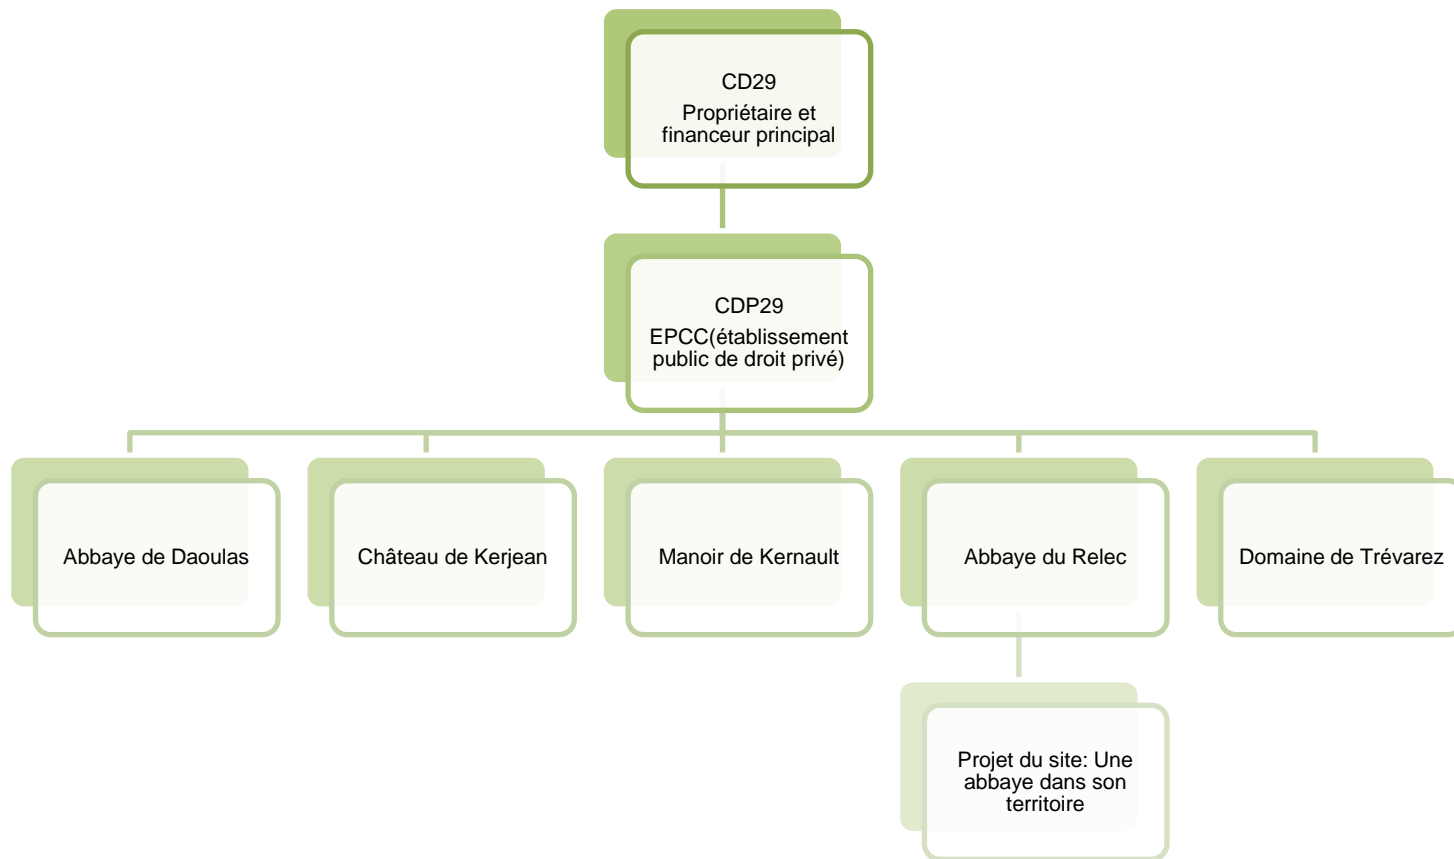 CD29
Propriétaire et
financeur principal
CDP29
EPCC(établissement
public de droit privé)
Abbaye de Daoulas
Château de Kerjean
Manoir de Kernault
Abbaye du Relec
Domaine de Trévarez
Projet du site: Une
abbaye dans son
territoire